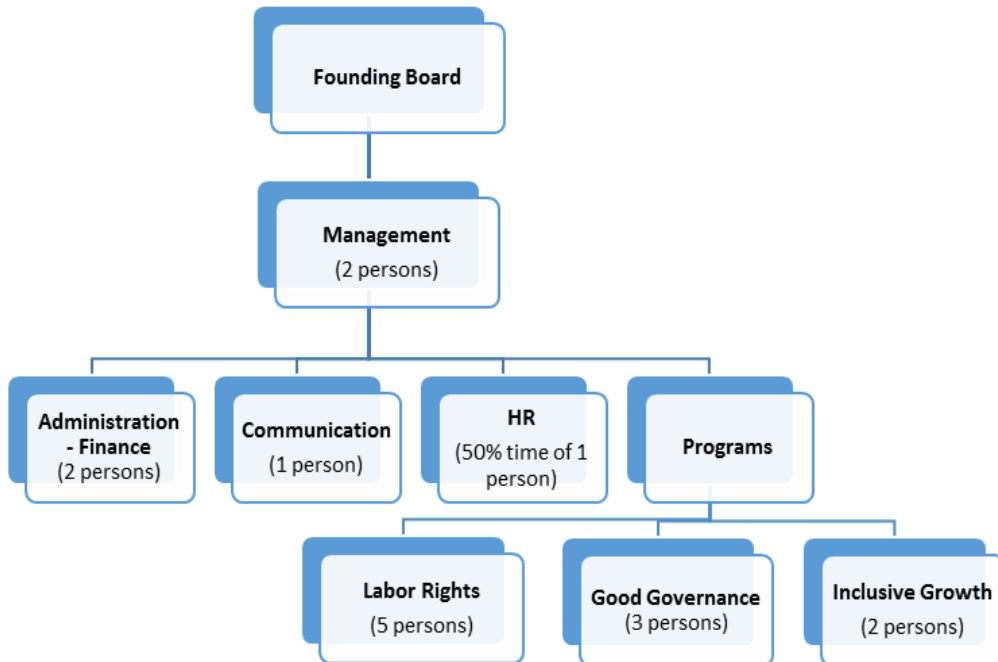 Founding Board
Management
(2 persons)
Administration
- Finance
(2 persons)
Communication
(1 person)
HR
(50% time of 1
person)
Programs
Labor Rights
(5 persons)
Good Governance
(3 persons)
Inclusive Growth
(2 persons)